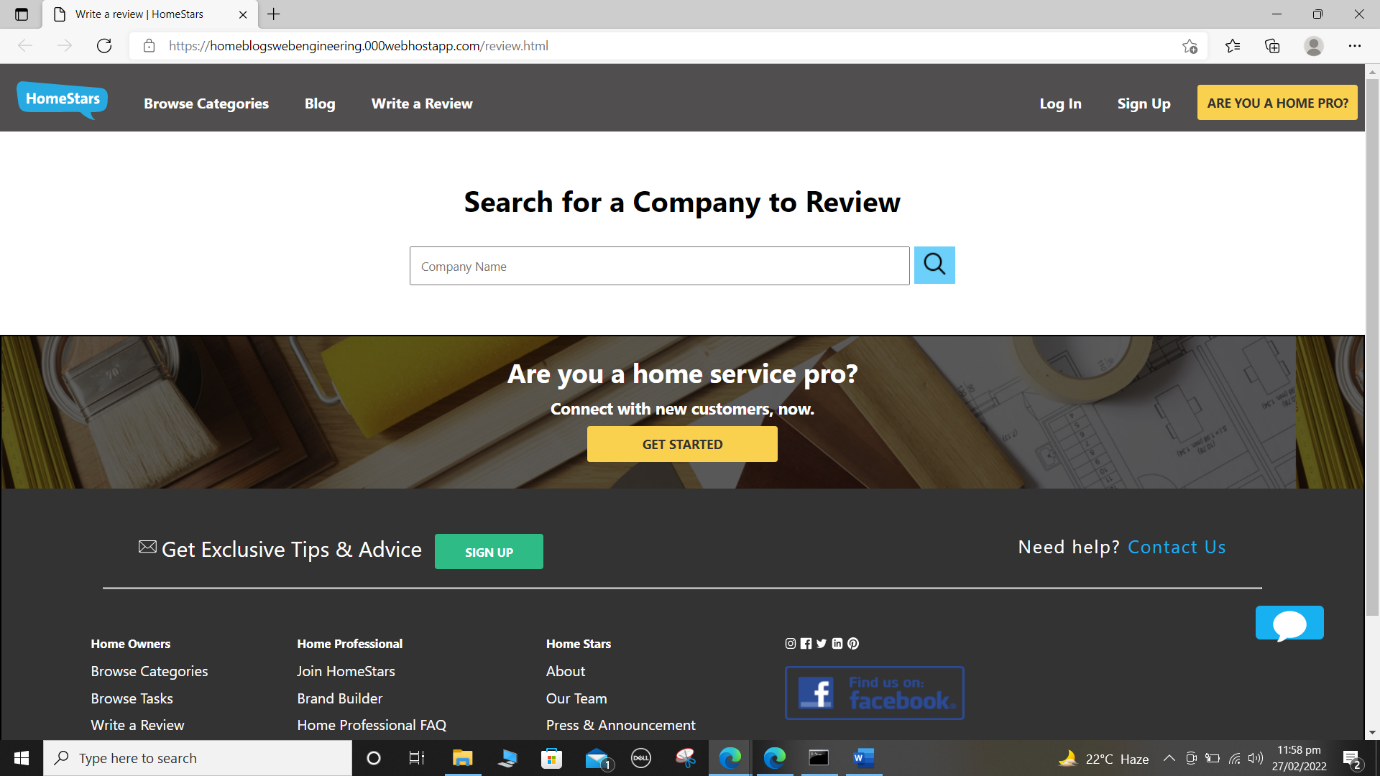 Write a review | HomeStars
https://homeblogswebengineering.000webhostapp.com/review.html
HomeStars
Browse Categories
Blog
Write a Review
Log In
Sign Up
ARE YOU A HOME PRO?
Search for a Company to Review
Company Name
Are you a home service pro?
Connect with new customers, now.
GET STARTED
Get Exclusive Tips & Advice
SIGN UP
Need help? Contact Us
Home Owners
Browse Categories
Browse Tasks
Write a Review
Home Professional
Join HomeStars
Brand Builder
Home Professional FAQ
Home Stars
About
Our Team
Press & Announcement
Find us on:
facebook.
Type here to search
1
DELL
W
22°C Haze
11:58 pm
27/02/2022
2